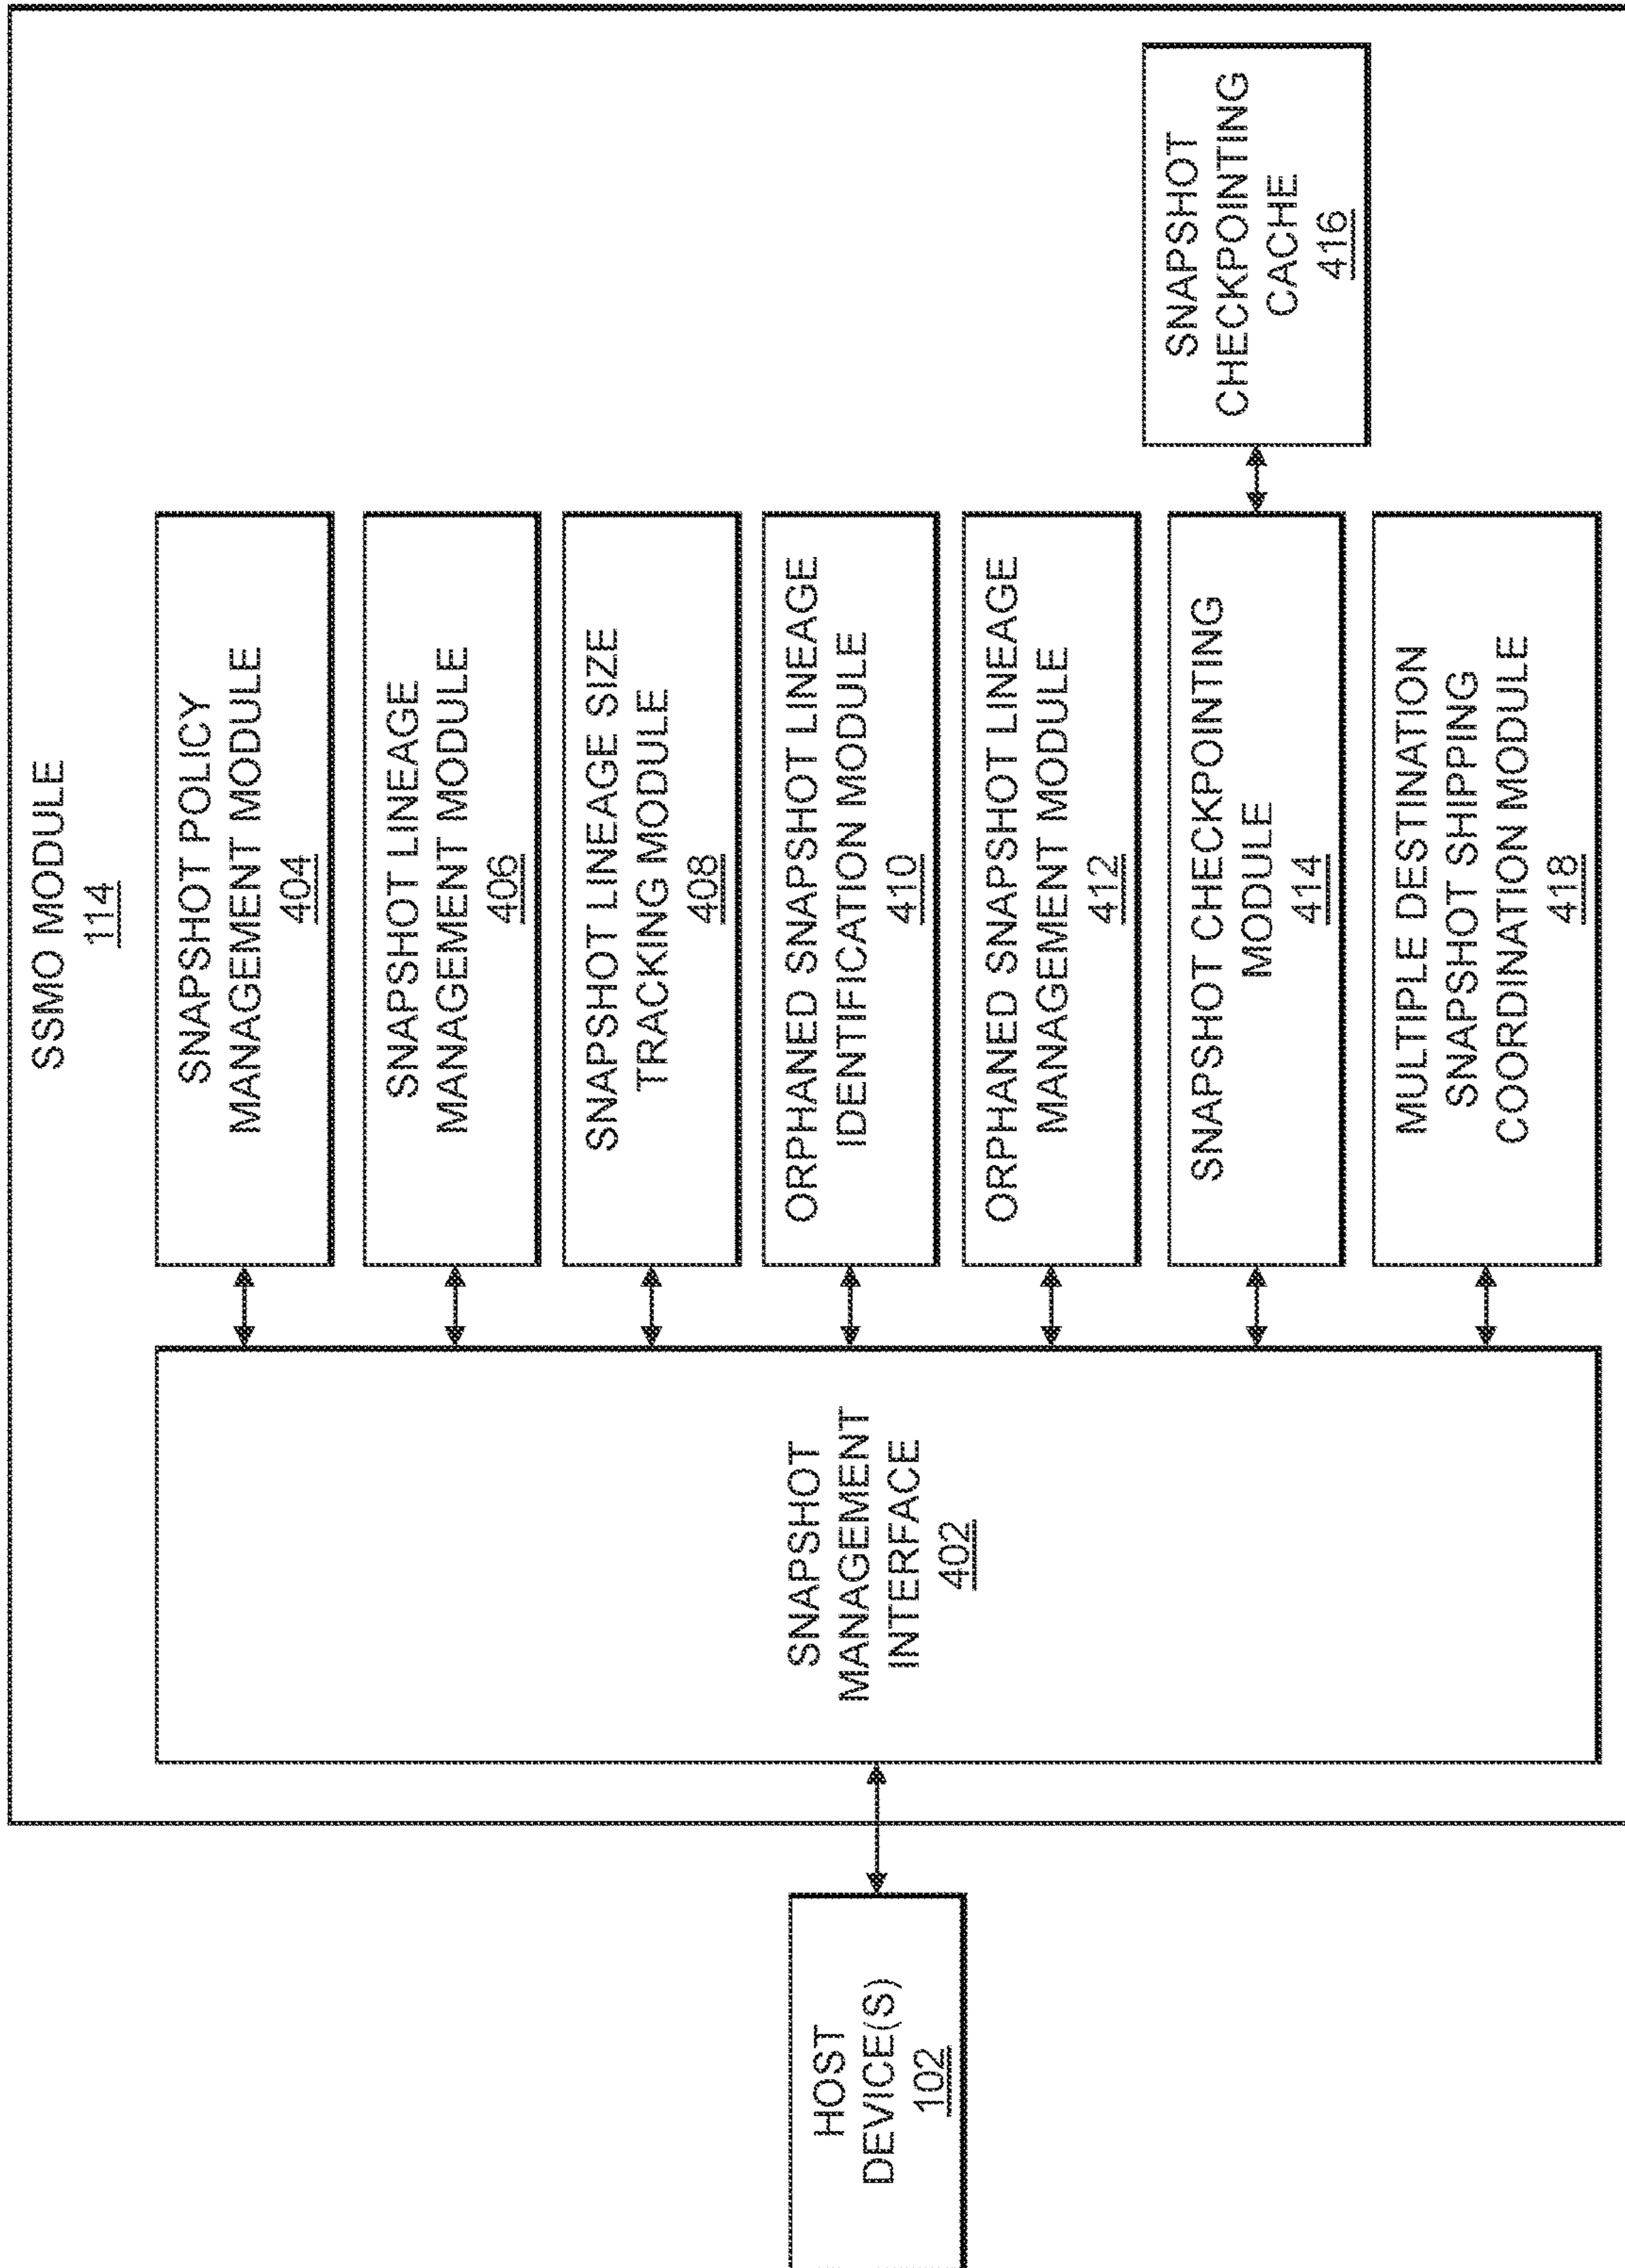 SSMO MODULE
114
HOST
DEVICE(S)
102
SNAPSHOT
MANAGEMENT
INTERFACE
402
SNAPSHOT POLICY
MANAGEMENT MODULE
404
SNAPSHOT LINEAGE
MANAGEMENT MODULE
406
SNAPSHOT LINEAGE SIZE
TRACKING MODULE
408
ORPHANED SNAPSHOT LINEAGE
IDENTIFICATION MODULE
410
ORPHANED SNAPSHOT LINEAGE
MANAGEMENT MODULE
412
SNAPSHOT CHECKPOINTING
MODULE
414
SNAPSHOT
CHECKPOINTING
CACHE
416
MULTIPLE DESTINATION
SNAPSHOT SHIPPING
COORDINATION MODULE
418